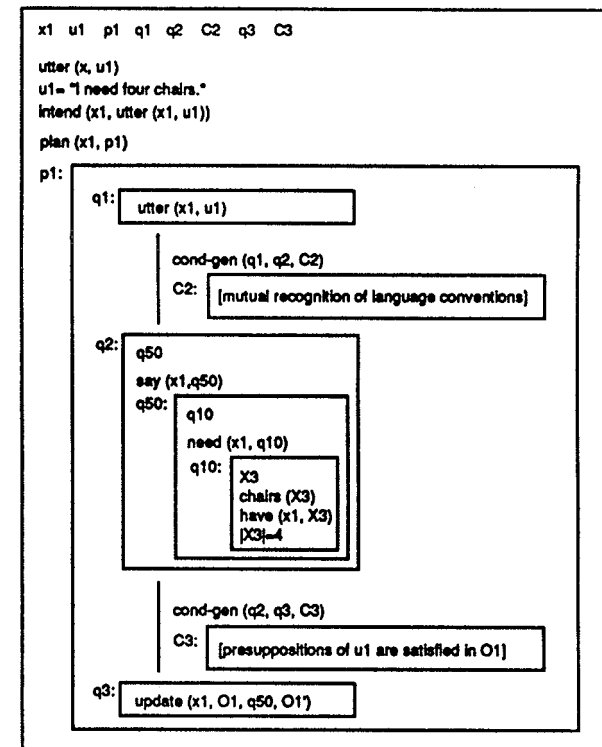 x1 u1 p1 q1 q2 C2 q3 C3
utter (x, u1)
u1= "I need four chairs."
intend (x1, utter (x1, u1))
plan (x1, p1)
p1:
q1:
utter (x1, u1)
cond-gen (q1, q2, C2)
C2:
[mutual recognition of language conventions]
q2:
q50
say (x1,q50)
q50:
q10
need (x1, q10)
q10:
X3
chairs (X3)
have (x1, X3)
|X3|=4
cond-gen (q2, q3, C3)
C3:
[presuppositions of u1 are satisfied in O1]
q3:
update (x1, O1, q50, O1')